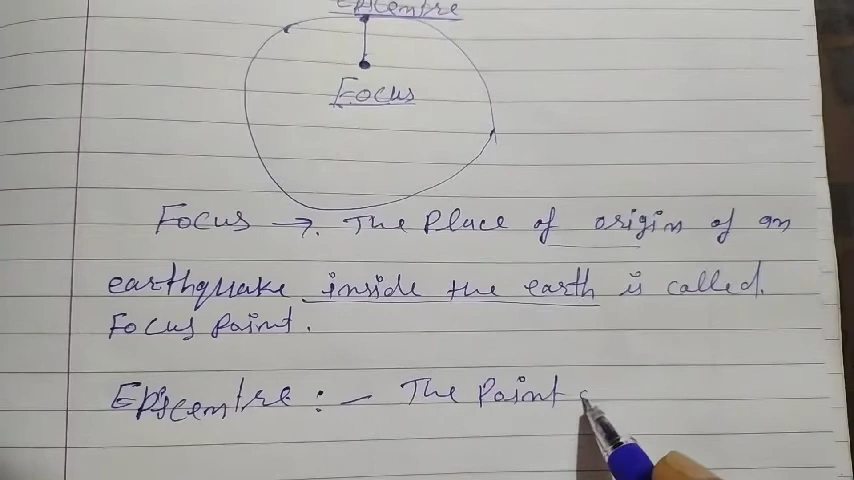 Epicentre
Focus
Focus → The Place of origin of an
earthquake inside the earth is called.
Focus Point.
Epicentre :- The Point